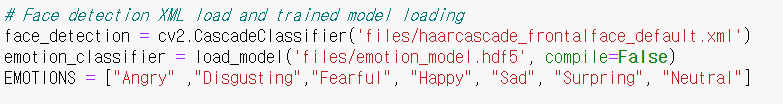 # Face detection XML load and trained model loading
face_detection = cv2.CascadeClassifier('files/haarcascade_frontalface_default.xml')
emotion_classifier = load_model('files/emotion_model.hdf5', compile=False)
EMOTIONS = ["Angry" ,"Disgusting","Fearful", "Happy", "Sad", "Surpring", "Neutral"]